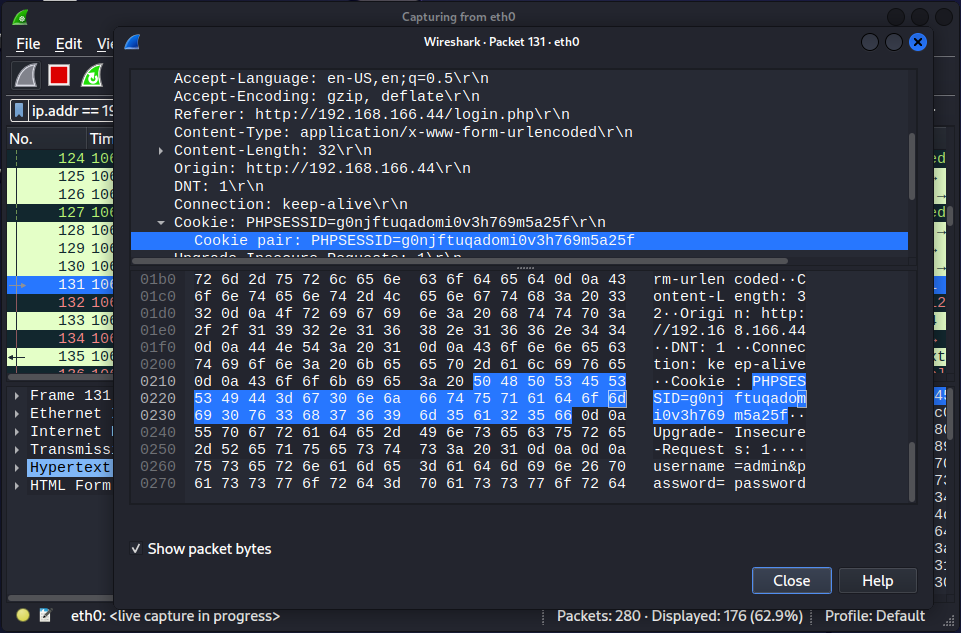 Capturing from eth0
File Edit Vi
Wireshark · Packet 131 · eth0
ip.addr == 19
No. Tim
124 100
125 100
126 100
127 100
128 100
129 100
130 100
131 100
132 100
133 100
134 100
135 100
Accept-Language: en-US,en;q=0.5\r\n
Accept-Encoding: gzip, deflate\r\n
Referer: http://192.168.166.44/login.php\r\n
Content-Type: application/x-www-form-urlencoded\r\n
Content-Length: 32\r\n
Origin: http://192.168.166.44\r\n
DNT: 1\r\n
Connection: keep-alive\r\n
Cookie: PHPSESSID=g0njftuqadomi0v3h769m5a25f\r\n
Cookie pair: PHPSESSID=g0njftuqadomi0v3h769m5a25f
Upgrade-Insecure-Requests: 1\r\n
01b0 72 6d 2d 75 72 6c 65 6e 63 6f 64 65 64 0d 0a 43 rm-urlen coded··C
01c0 6f 6e 74 65 6e 74 2d 4c 65 6e 67 74 68 3a 20 33 ontent-L ength: 3
01d0 32 0d 0a 4f 72 69 67 69 6e 3a 20 68 74 74 70 3a 2··Origi n: http:
01e0 2f 2f 31 39 32 2e 31 36 38 2e 31 36 36 2e 34 34 //192.16 8.166.44
01f0 0d 0a 44 4e 54 3a 20 31 0d 0a 43 6f 6e 6e 65 63 ··DNT: 1 ··Connec
0200 74 69 6f 6e 3a 20 6b 65 65 70 2d 61 6c 69 76 65 tion: ke ep-alive
0210 0d 0a 43 6f 6f 6b 69 65 3a 20 50 48 50 53 45 53 ··Cookie : PHPSES
0220 53 49 44 3d 67 30 6e 6a 66 74 75 71 61 64 6f 6d SID=g0nj ftuqadom
0230 69 30 76 33 68 37 36 39 6d 35 61 32 35 66 0d 0a i0v3h769 m5a25f··
0240 55 70 67 72 61 64 65 2d 49 6e 73 65 63 75 72 65 Upgrade- Insecure
0250 2d 52 65 71 75 65 73 74 73 3a 20 31 0d 0a 0d 0a -Request s: 1····
0260 75 73 65 72 6e 61 6d 65 3d 61 64 6d 69 6e 26 70 username =admin&p
0270 61 73 73 77 6f 72 64 3d 70 61 73 73 77 6f 72 64 assword= password
Frame 131
Ethernet
Internet
Transmiss
Hypertext
HTML Form
Show packet bytes
Close Help
eth0: <live capture in progress>
Packets: 280 · Displayed: 176 (62.9%)
Profile: Default